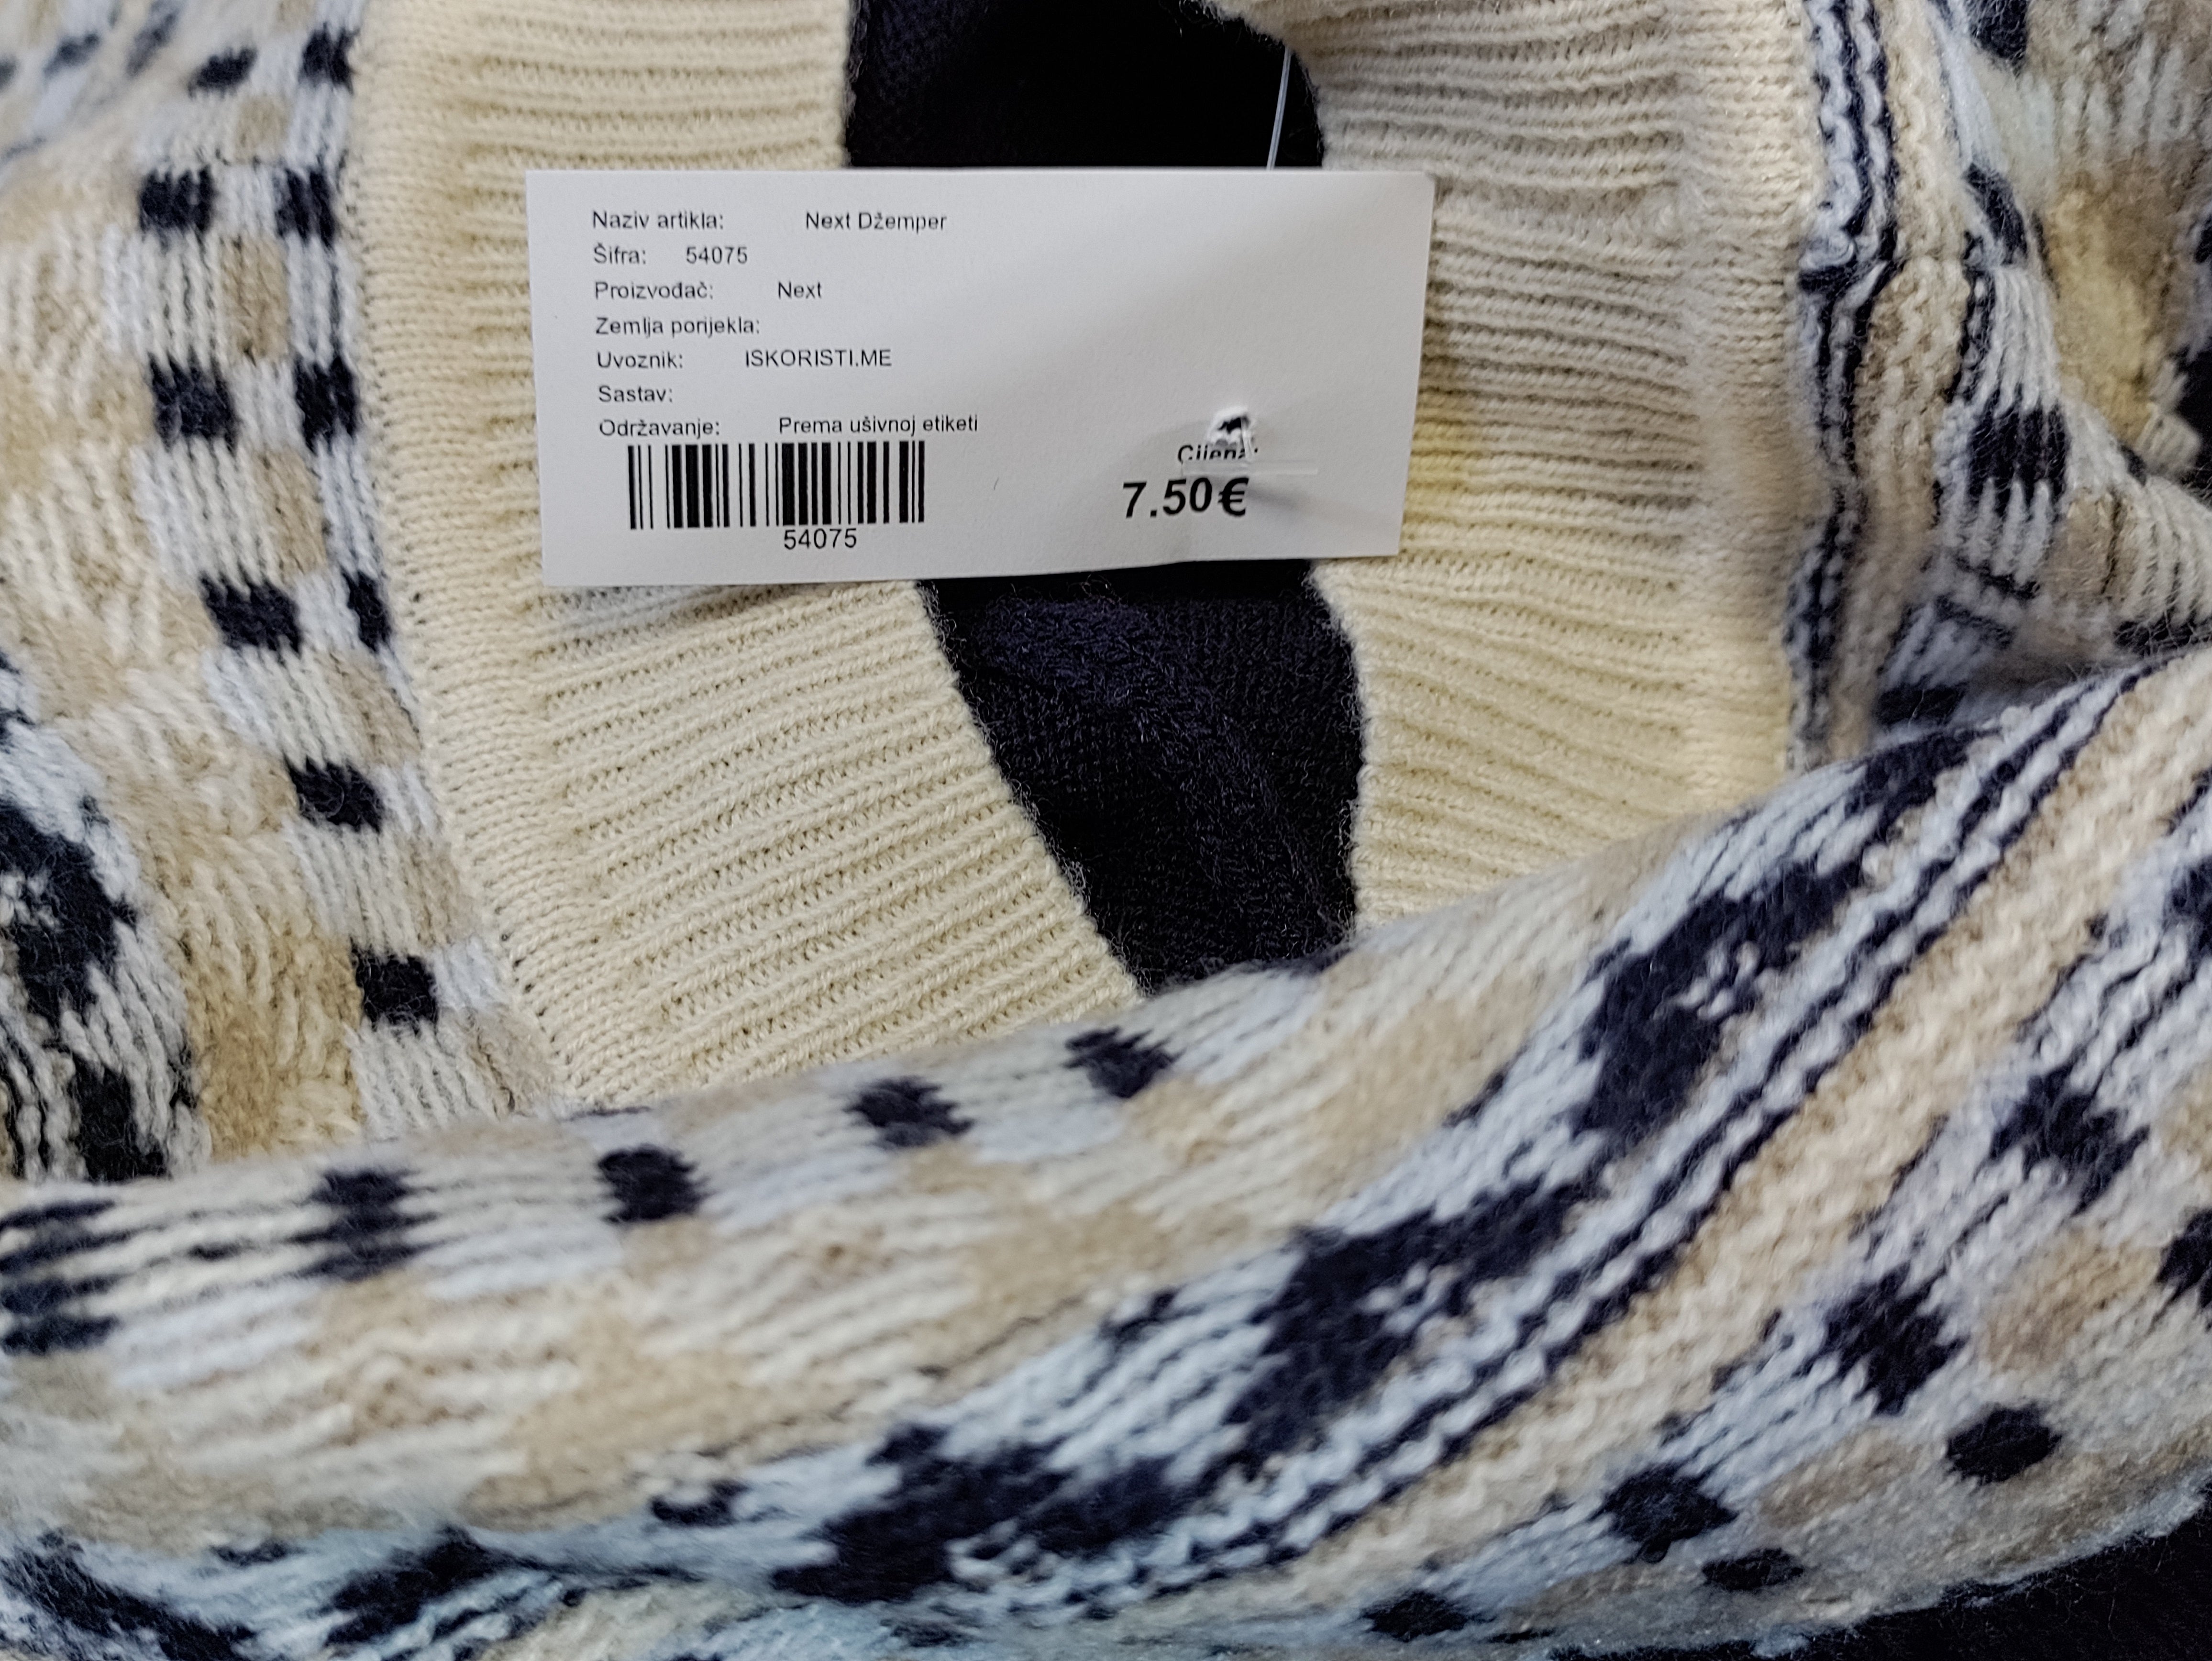 Naziv artikla: Next Džemper
Šifra: 54075
Proizvođač: Next
Zemlja porijekla:
Uvoznik: ISKORISTI.ME
Sastav:
Održavanje: Prema ušivnoj etiketi
54075
Cijena:
7.50€